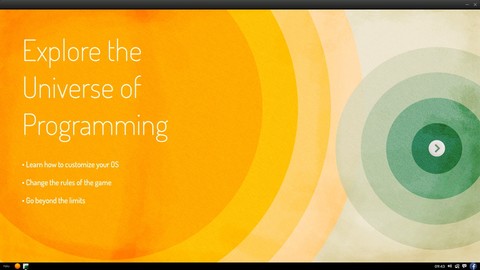 Explore the
Universe of
Programming
• Learn how to customize your OS
• Change the rules of the game
• Go beyond the limits